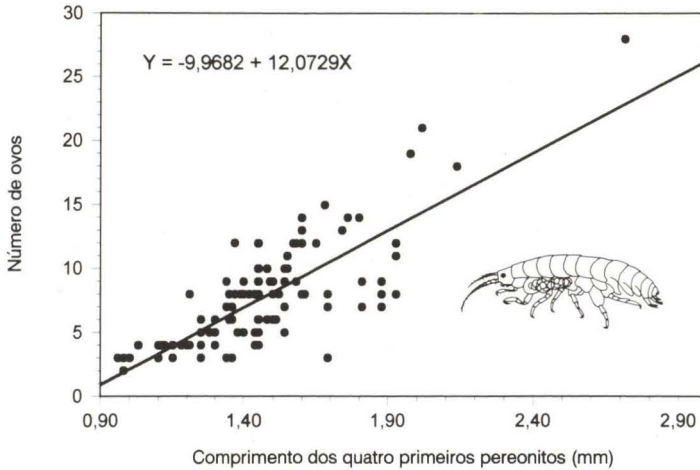 30
Y = -9,9682 + 12,0729X
25
20
15
10
5
0
Número de ovos
0,90 1,40 1,90 2,40 2,90
Comprimento dos quatro primeiros pereonitos (mm)